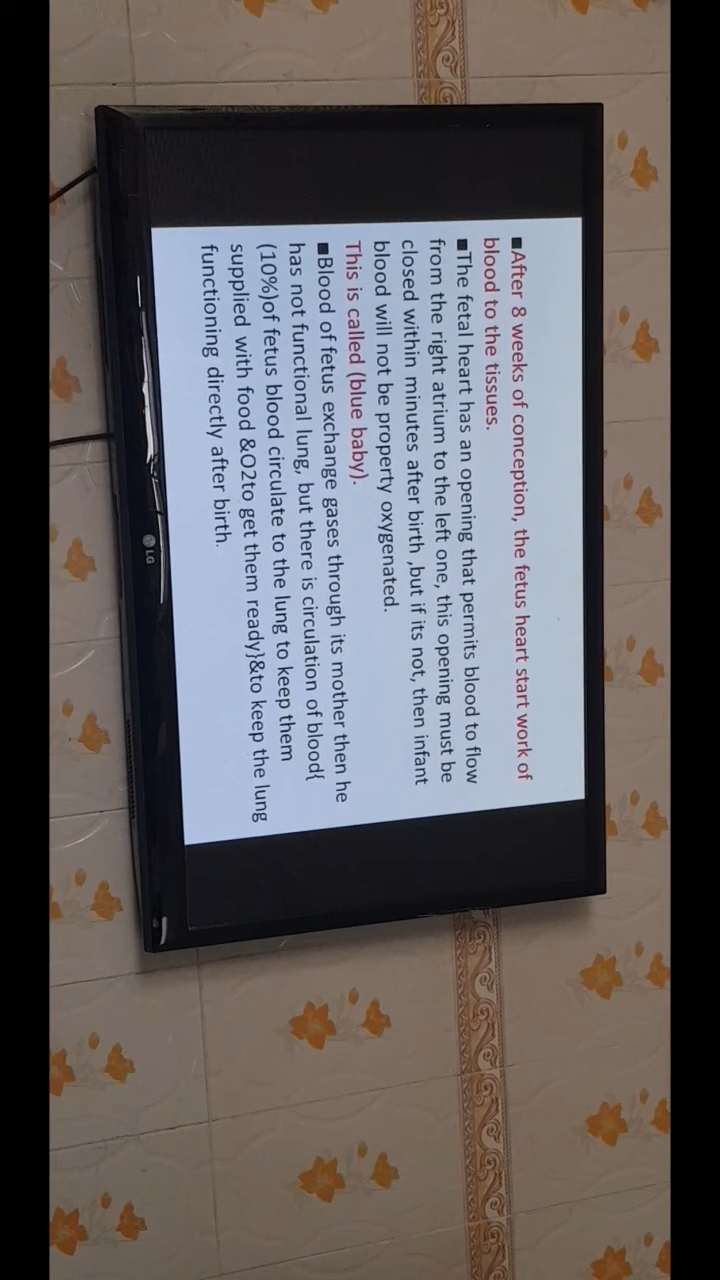 ■After 8 weeks of conception, the fetus heart start work of
blood to the tissues.
■The fetal heart has an opening that permits blood to flow
from the right atrium to the left one, this opening must be
closed within minutes after birth ,but if its not, then infant
blood will not be property oxygenated.
This is called (blue baby).
■Blood of fetus exchange gases through its mother then he
has not functional lung, but there is circulation of blood{
(10%)of fetus blood circulate to the lung to keep them
supplied with food &O2to get them ready}&to keep the lung
functioning directly after birth.
LG